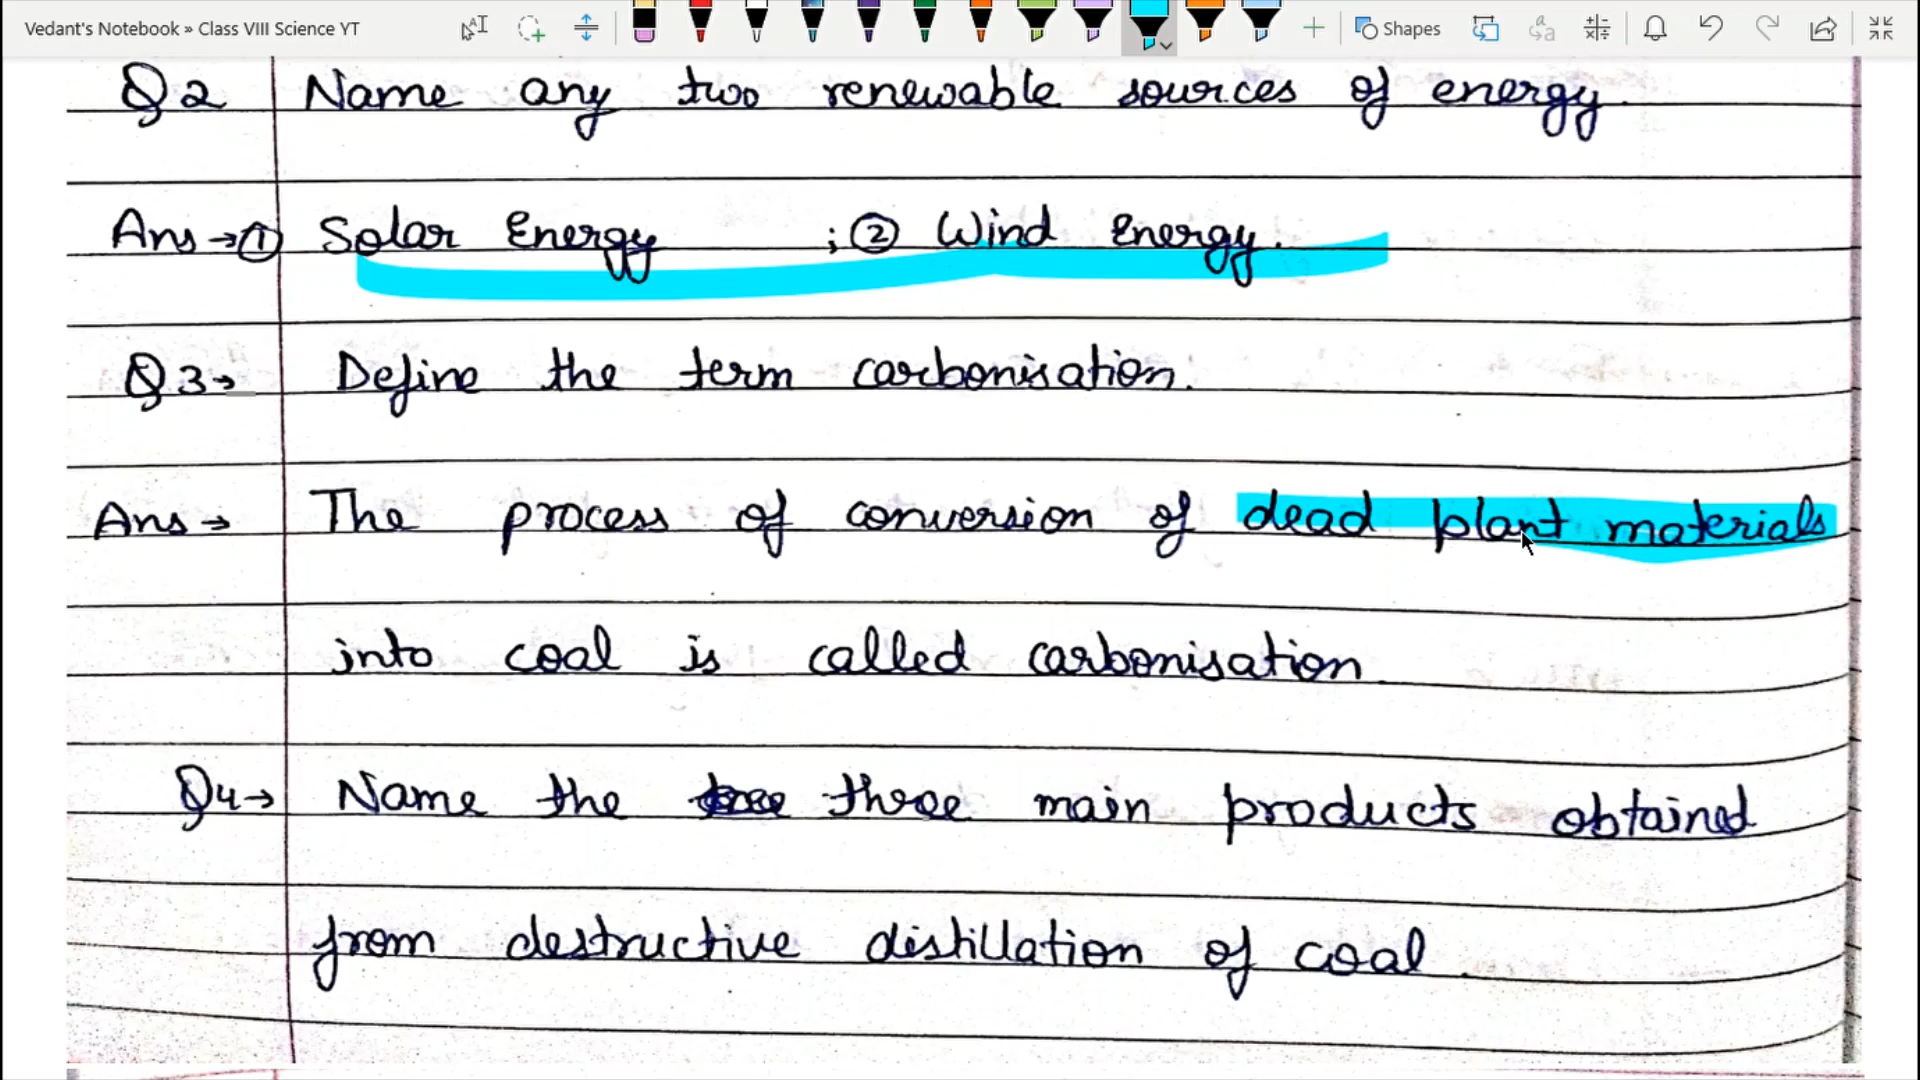 Vedant's Notebook » Class VIII Science YT
Shapes
Q2 Name any two renewable sources of energy.
Ans → ① Solar Energy ; ② Wind Energy.
Q3→ Define the term carbonisation.
Ans → The process of conversion of dead plant materials
into coal is called carbonisation.
Q4→ Name the three main products obtained
from destructive distillation of coal.